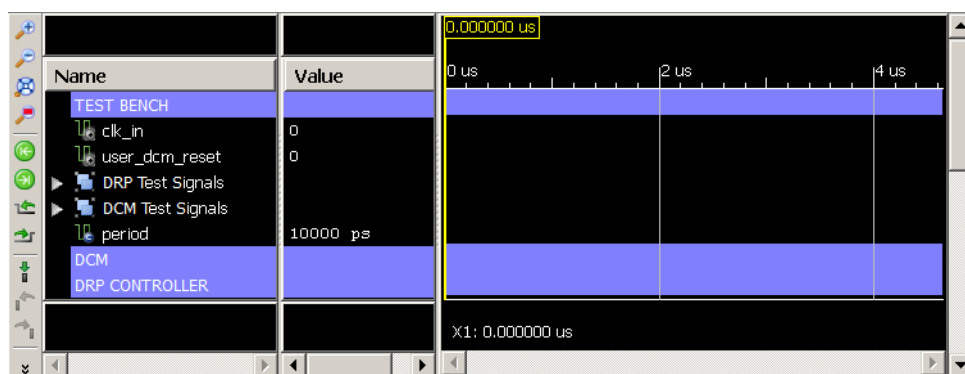 0.000000 us
Name Value 0 us 2 us 4 us
TEST BENCH
clk_in 0
user_dcm_reset 0
DRP Test Signals
DCM Test Signals
period 10000 ps
DCM
DRP CONTROLLER
X1: 0.000000 us